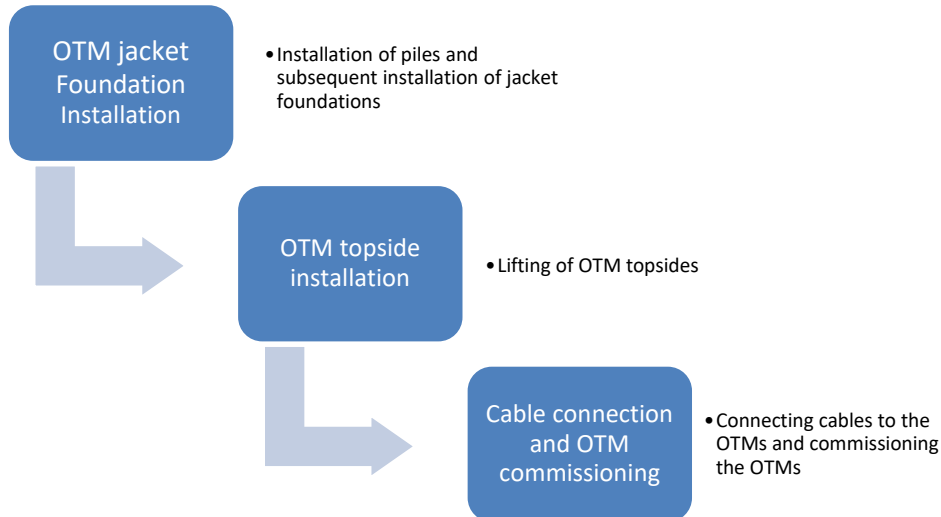 OTM jacket
Foundation
Installation
•Installation of piles and
subsequent installation of jacket
foundations
OTM topside
installation
•Lifting of OTM topsides
Cable connection
and OTM
commissioning
•Connecting cables to the
OTMs and commissioning
the OTMs